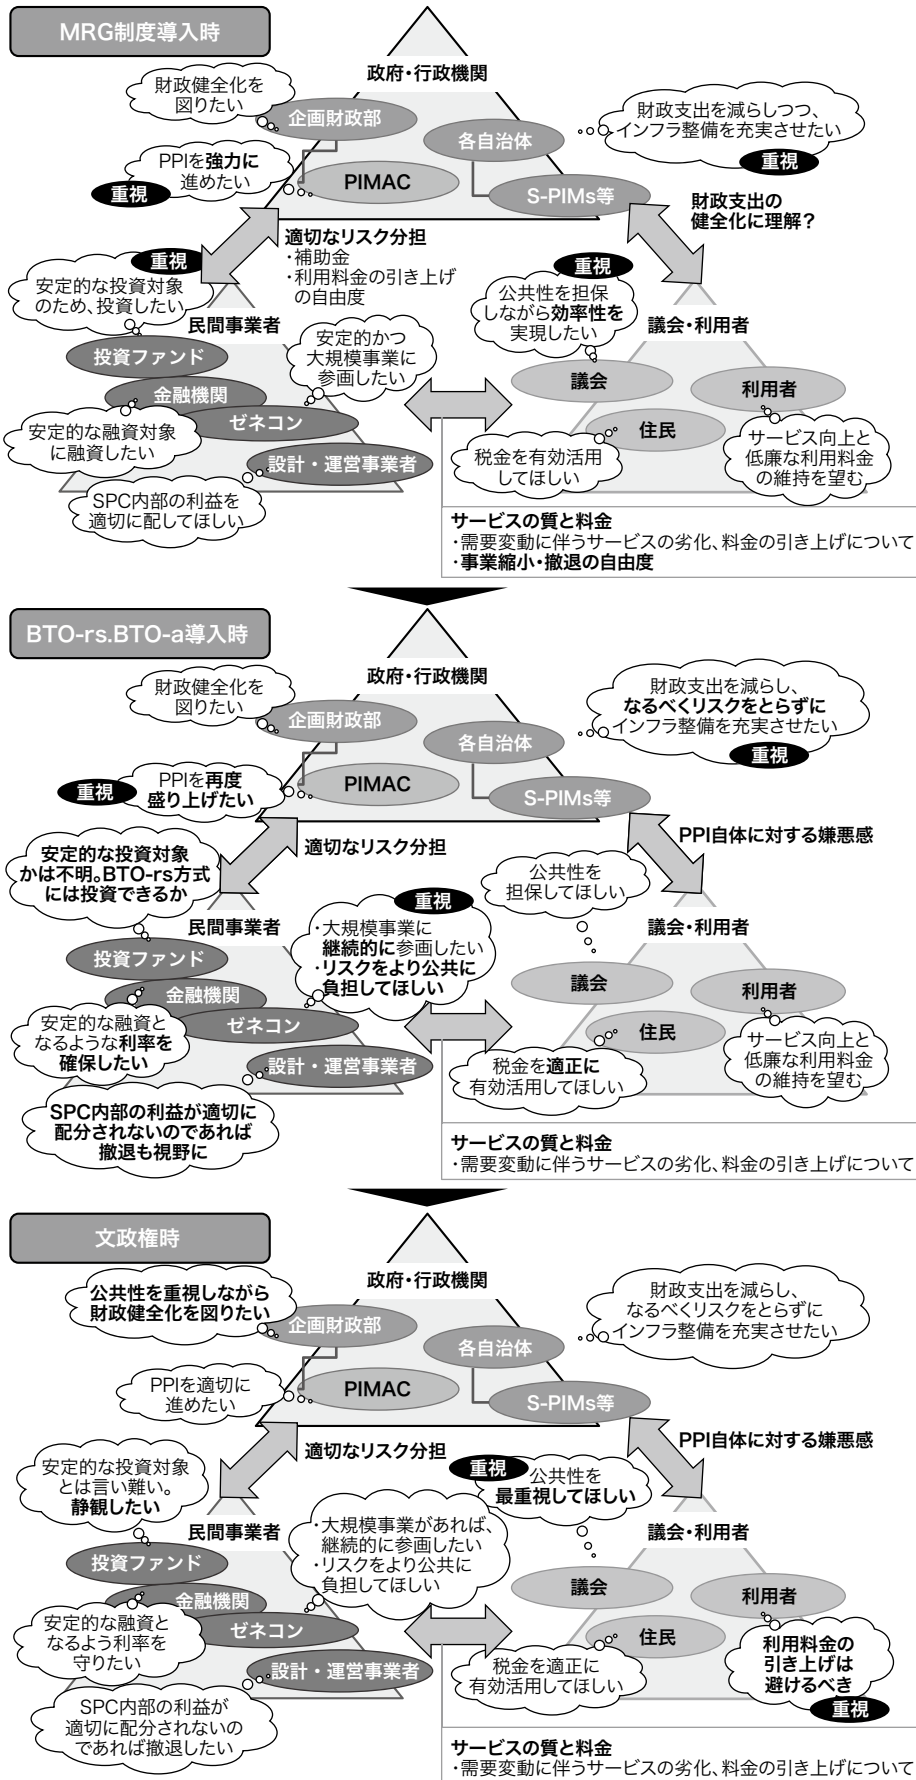 MRG制度導入時
政府・行政機関
財政健全化を
図りたい
企画財政部
各自治体
財政支出を減らしつつ、
インフラ整備を充実させたい
重視
PPIを強力に
進めたい
重視
PIMAC
S-PIMs等
財政支出の
健全化に理解？
適切なリスク分担
・補助金
・利用料金の引き上げ
の自由度
重視
安定的な投資対象
のため、投資したい
民間事業者
投資ファンド
金融機関
ゼネコン
設計・運営事業者
安定的かつ
大規模事業に
参画したい
安定的な融資対象
に融資したい
SPC内部の利益を
適切に配してほしい
重視
公共性を担保
しながら効率性を
実現したい
議会・利用者
議会
利用者
住民
税金を有効活用
してほしい
サービス向上と
低廉な利用料金
の維持を望む
サービスの質と料金
・需要変動に伴うサービスの劣化、料金の引き上げについて
・事業縮小・撤退の自由度
BTO-rs.BTO-a導入時
政府・行政機関
財政健全化を
図りたい
企画財政部
各自治体
財政支出を減らし、
なるべくリスクをとらずに
インフラ整備を充実させたい
重視
重視
PPIを再度
盛り上げたい
PIMAC
S-PIMs等
PPI自体に対する嫌悪感
適切なリスク分担
安定的な投資対象
かは不明。BTO-rs方式
には投資できるか
民間事業者
投資ファンド
金融機関
ゼネコン
設計・運営事業者
重視
・大規模事業に
継続的に参画したい
・リスクをより公共に
負担してほしい
安定的な融資と
なるような利率を
確保したい
SPC内部の利益が適切に
配分されないのであれば
撤退も視野に
公共性を
担保してほしい
議会・利用者
議会
利用者
住民
税金を適正に
有効活用してほしい
サービス向上と
低廉な利用料金
の維持を望む
サービスの質と料金
・需要変動に伴うサービスの劣化、料金の引き上げについて
文政権時
政府・行政機関
公共性を重視しながら
財政健全化を図りたい
企画財政部
各自治体
財政支出を減らし、
なるべくリスクをとらずに
インフラ整備を充実させたい
PPIを適切に
進めたい
PIMAC
S-PIMs等
PPI自体に対する嫌悪感
適切なリスク分担
安定的な投資対象
とは言い難い。
静観したい
民間事業者
投資ファンド
金融機関
ゼネコン
設計・運営事業者
・大規模事業があれば、
継続的に参画したい
・リスクをより公共に
負担してほしい
安定的な融資と
なるよう利率を
守りたい
SPC内部の利益が
適切に配分されないの
であれば撤退したい
重視
公共性を
最重視してほしい
議会・利用者
議会
利用者
住民
税金を適正に
有効活用してほしい
利用料金の
引き上げは
避けるべき
重視
サービスの質と料金
・需要変動に伴うサービスの劣化、料金の引き上げについて